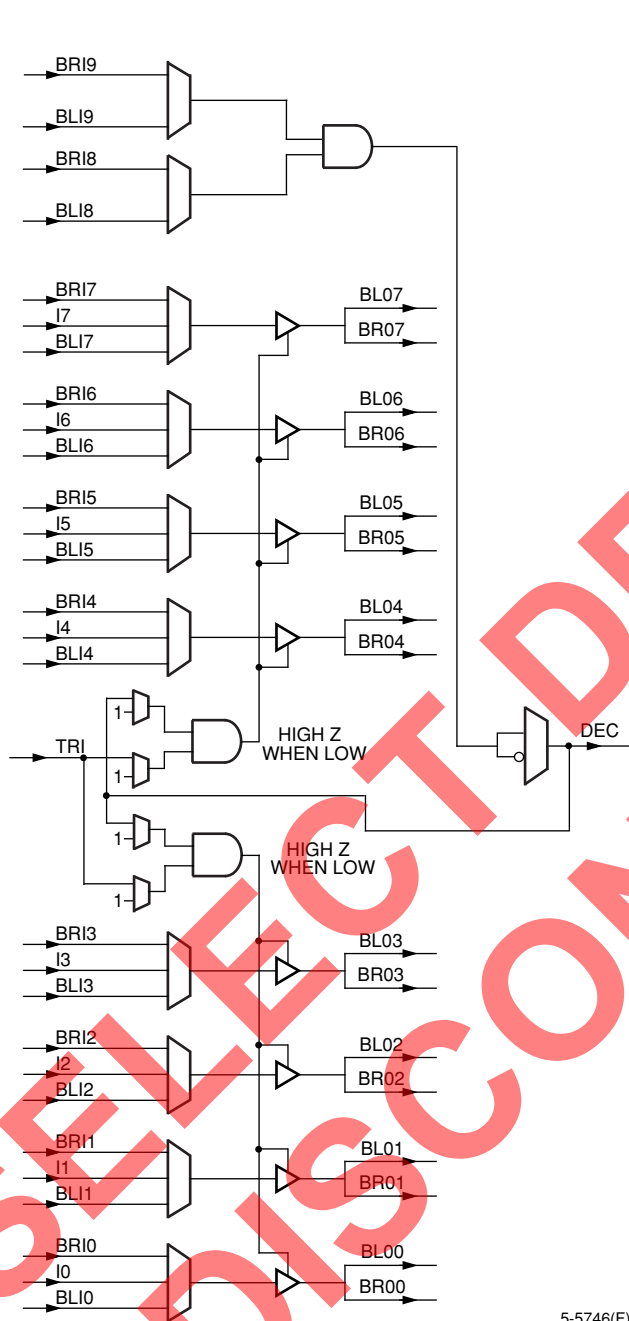 BRI9
BLI9
BRI8
BLI8
BRI7
I7
BLI7
BL07
BR07
BRI6
I6
BLI6
BL06
BR06
BRI5
I5
BLI5
BL05
BR05
BRI4
I4
BLI4
BL04
BR04
1
TRI
1
HIGH Z
WHEN LOW
DEC
1
1
HIGH Z
WHEN LOW
BRI3
I3
BLI3
BL03
BR03
BRI2
I2
BLI2
BL02
BR02
BRI1
I1
BLI1
BL01
BR01
BRI0
I0
BLI0
BL00
BR00
5-5746(F)
SELECT DE
DISCON